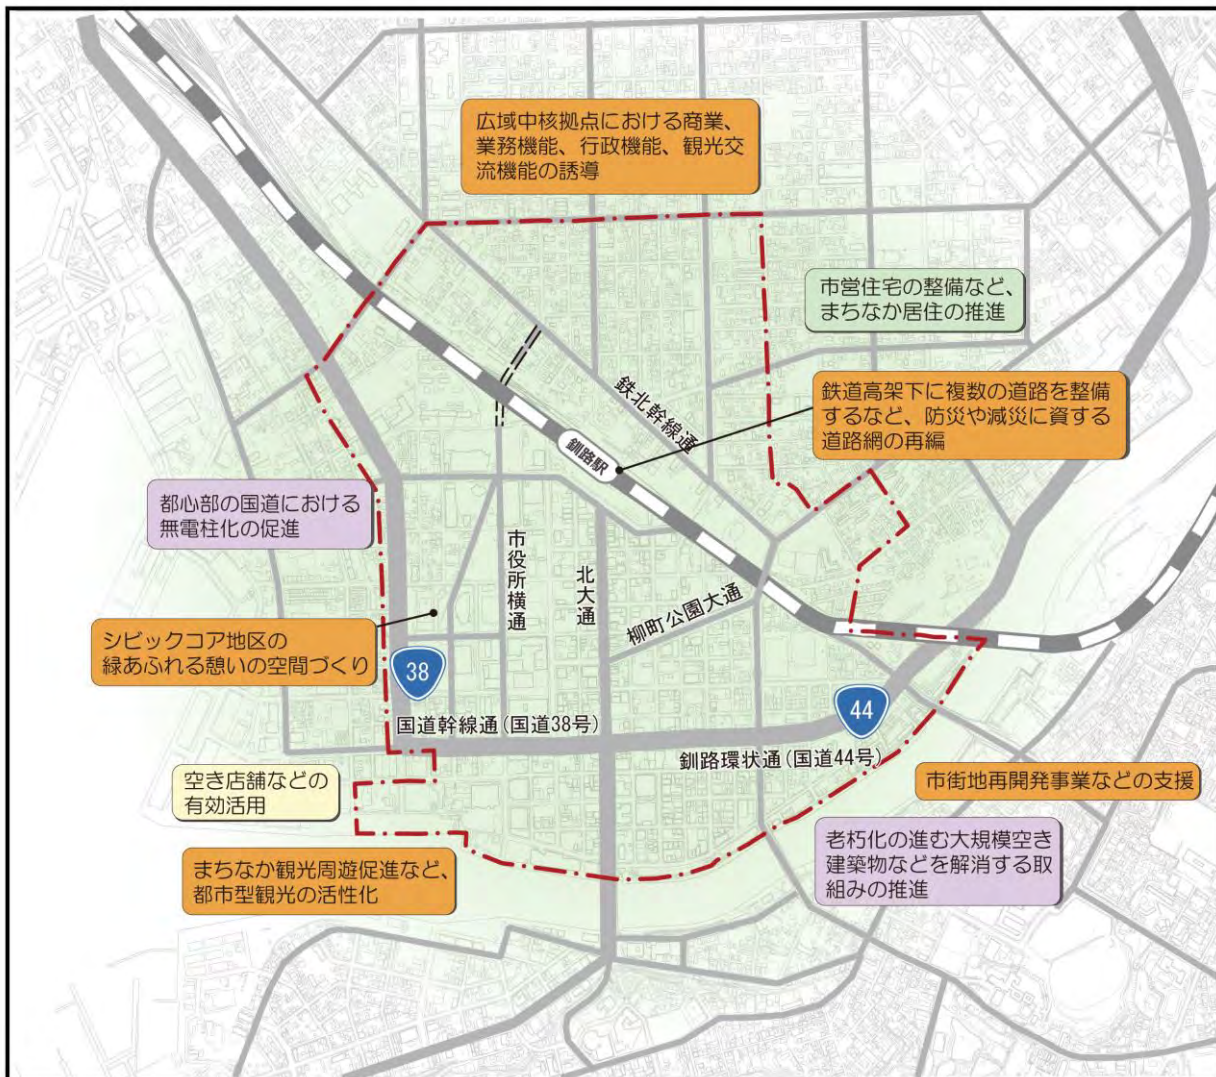 広域中核拠点における商業、
業務機能、行政機能、観光交
流機能の誘導
市営住宅の整備など、
まちなか居住の推進
鉄道高架下に複数の道路を整備
するなど、防災や減災に資する
道路網の再編
鉄北幹線通
釧路駅
都心部の国道における
無電柱化の促進
市役所横通
北大通
柳町公園大通
シビックコア地区の
緑あふれる憩いの空間づくり
38
44
国道幹線通(国道38号)
釧路環状通(国道44号)
空き店舗などの
有効活用
市街地再開発事業などの支援
まちなか観光周遊促進など、
都市型観光の活性化
老朽化の進む大規模空き
建築物などを解消する取
組みの推進